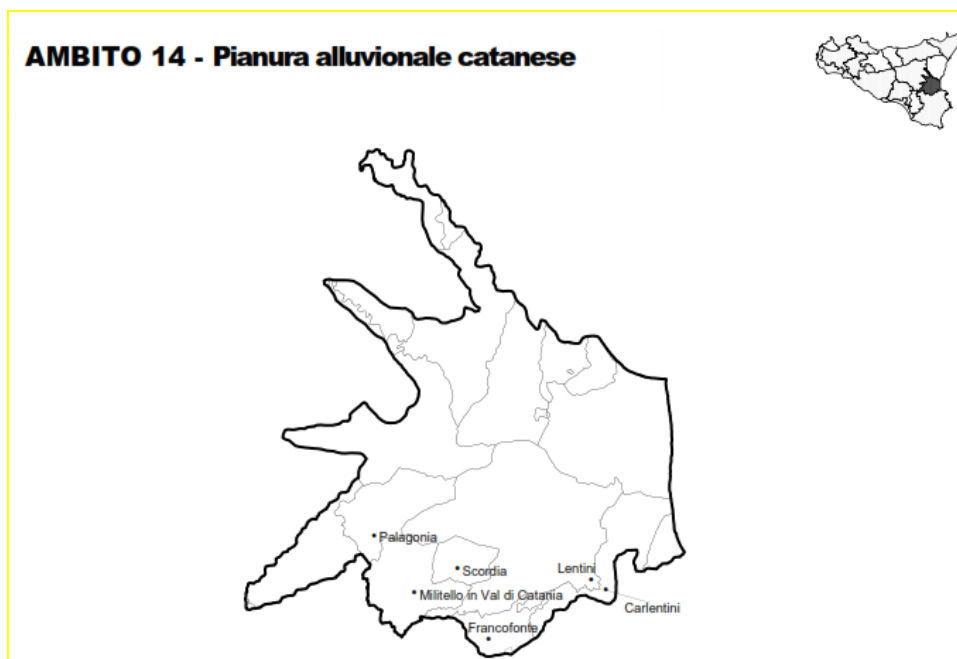 AMBITO 14 - Pianura alluvionale catanese
Palagonia
Scordia
Lentini
Militello in Val di Catania
Carlentini
Francofonte